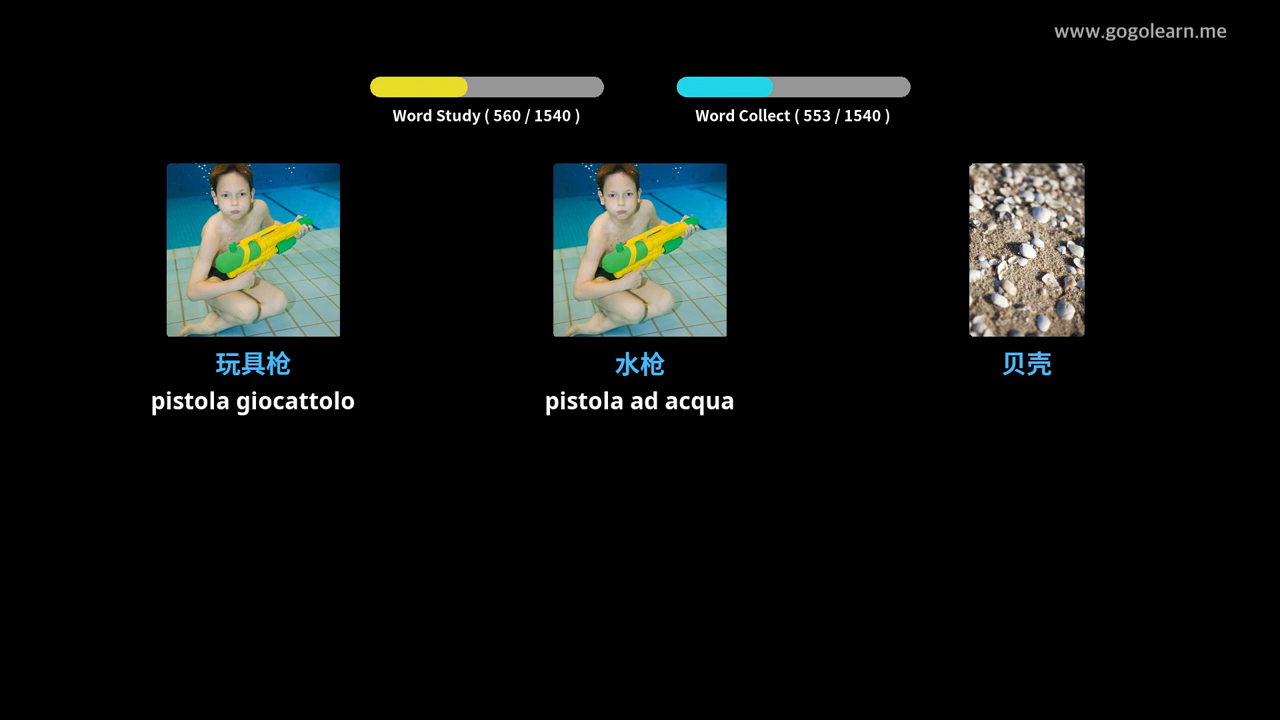 www.gogolearn.me
Word Study ( 560 / 1540 )
Word Collect ( 553 / 1540 )
玩具枪
水枪
贝壳
pistola giocattolo
pistola ad acqua